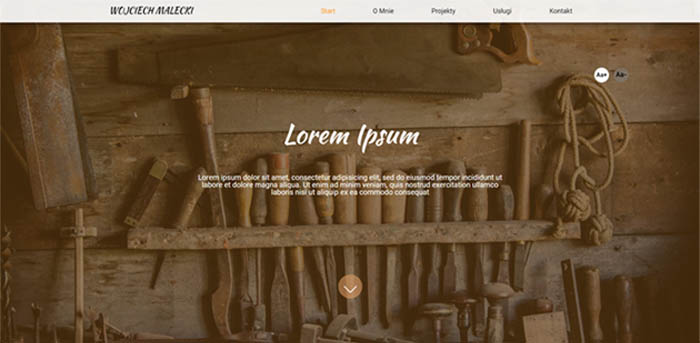 WOJCIECH MALECKI
Start O Mnie Projekty Usługi Kontakt
Aa+ Aa-
Lorem Ipsum
Lorem ipsum dolor sit amet, consectetur adipisicing elit, sed do eiusmod tempor incididunt ut
labore et dolore magna aliqua. Ut enim ad minim veniam, quis nostrud exercitation ullamco
laboris nisi ut aliquip ex ea commodo consequat